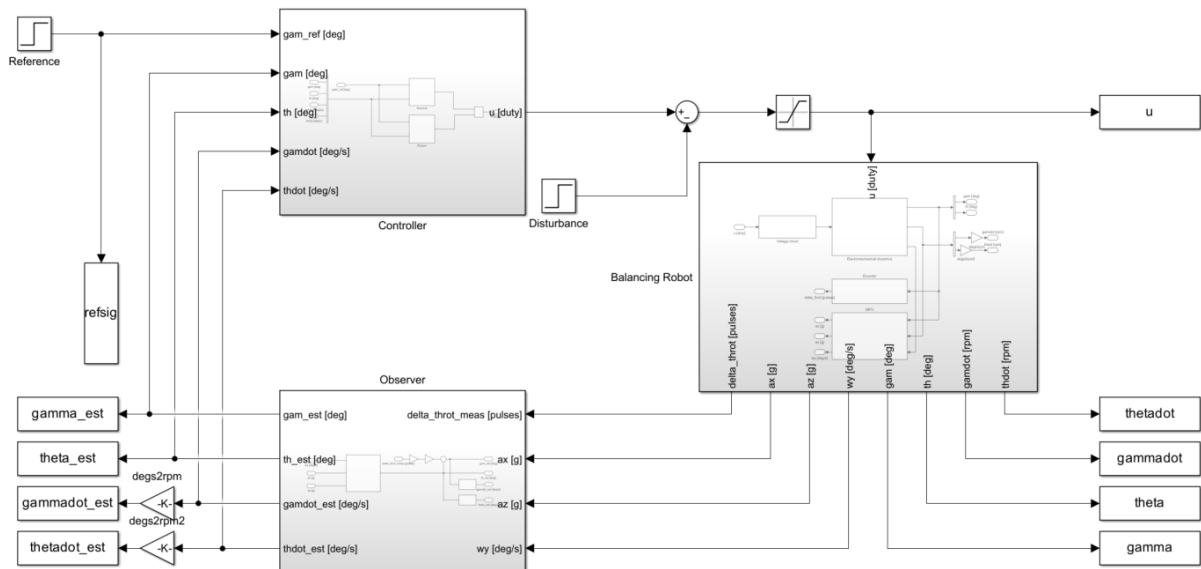 Reference
gam_ref [deg]
gam [deg]
th [deg]
gamdot [deg/s]
thdot [deg/s]
u [duty]
Controller
+
-
Disturbance
u
u [duty]
Balancing Robot
delta_throt [pulses]
ax [g]
az [g]
wy [deg/s]
gam [deg]
th [deg]
gamdot [rpm]
thdot [rpm]
refsig
Observer
gam_est [deg]
th_est [deg]
gamdot_est [deg/s]
thdot_est [deg/s]
delta_throt_meas [pulses]
ax [g]
az [g]
wy [deg/s]
gamma_est
theta_est
degs2rpm
gammadot_est
-K-
degs2rpm2
thetadot_est
-K-
thetadot
gammadot
theta
gamma